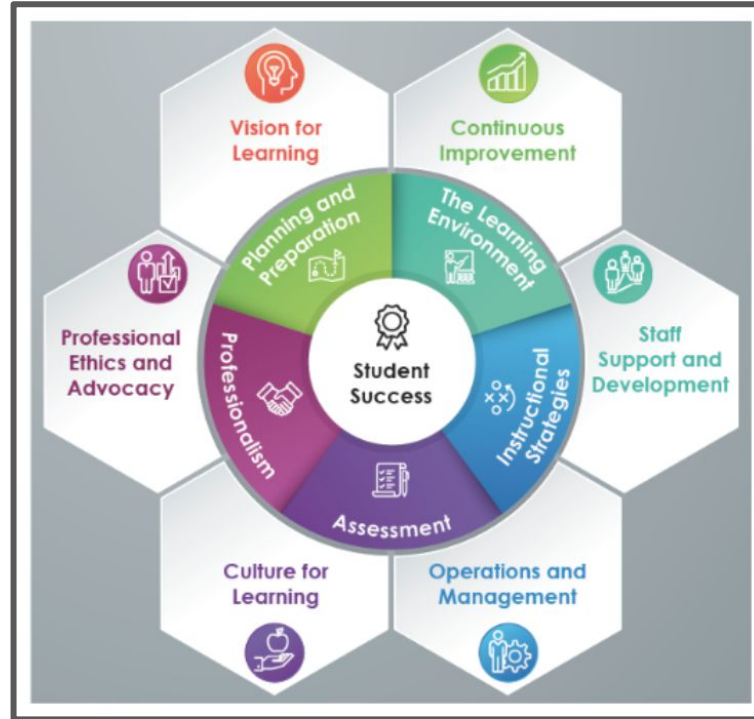 Vision for
Learning
Continuous
Improvement
Planning and
Preparation
The Learning
Environment
Professional
Ethics and
Advocacy
Staff
Support and
Development
Student
Success
Professionalism
Instructional
Strategies
Assessment
Culture for
Learning
Operations and
Management